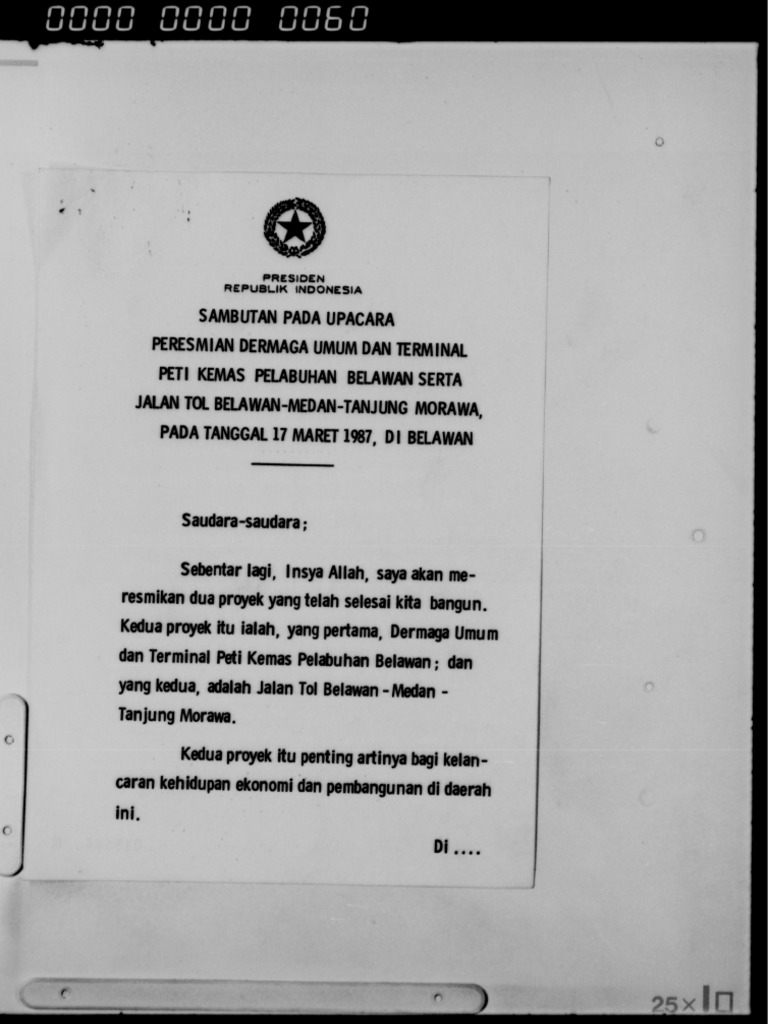 0000 0000 0060
PRESIDEN
REPUBLIK INDONESIA
SAMBUTAN PADA UPACARA
PERESMIAN DERMAGA UMUM DAN TERMINAL
PETI KEMAS PELABUHAN BELAWAN SERTA
JALAN TOL BELAWAN-MEDAN-TANJUNG MORAWA,
PADA TANGGAL 17 MARET 1987, DI BELAWAN
Saudara-saudara;
Sebentar lagi, Insya Allah, saya akan me-
resmikan dua proyek yang telah selesai kita bangun.
Kedua proyek itu ialah, yang pertama, Dermaga Umum
dan Terminal Peti Kemas Pelabuhan Belawan; dan
yang kedua, adalah Jalan Tol Belawan - Medan -
Tanjung Morawa.
Kedua proyek itu penting artinya bagi kelan-
caran kehidupan ekonomi dan pembangunan di daerah
ini.
Di ....
25×